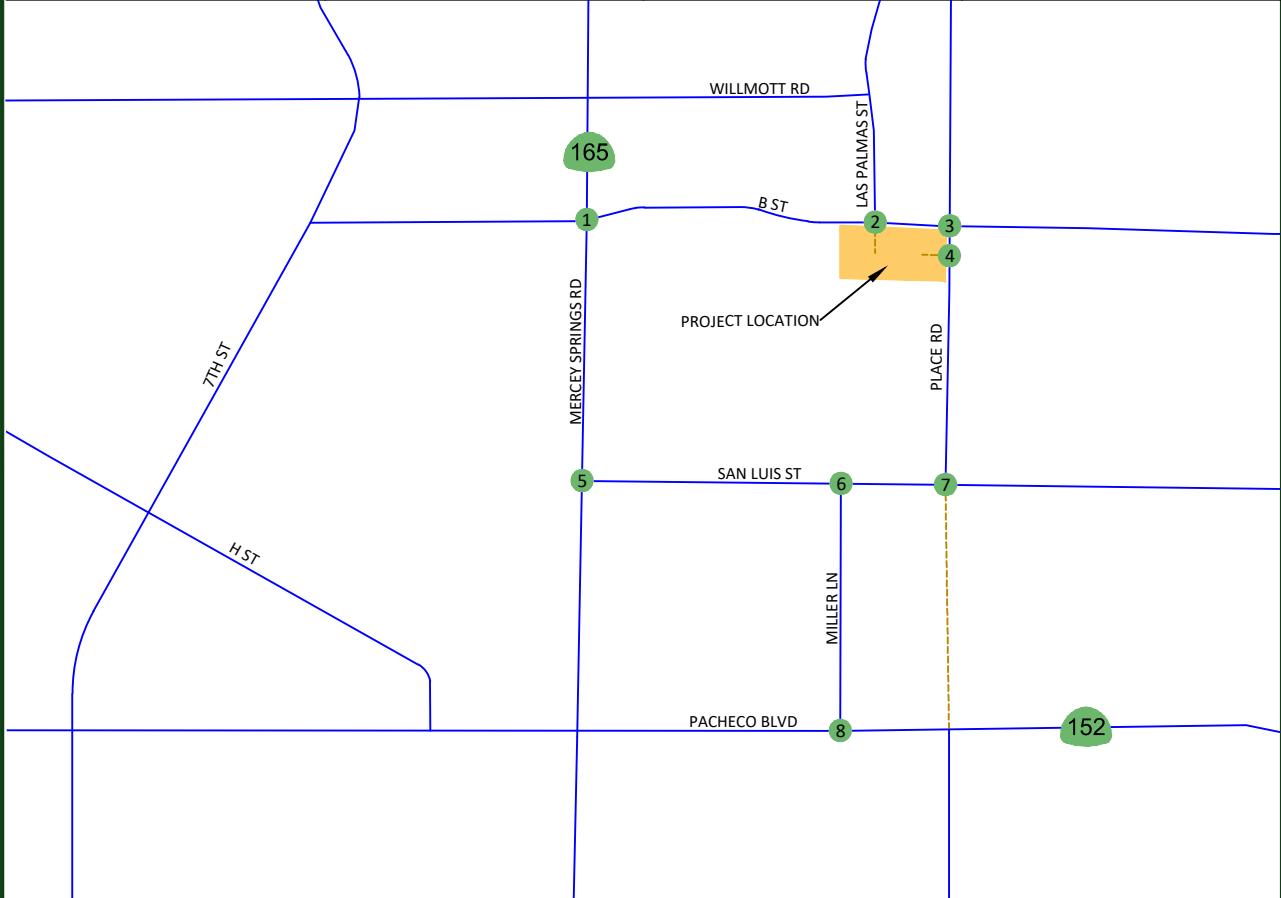 WILLMOTT RD
LAS PALMAS ST
165
B ST
1
2
3
4
PROJECT LOCATION
MERCEY SPRINGS RD
PLACE RD
7TH ST
SAN LUIS ST
5
6
7
H ST
MILLER LN
PACHECO BLVD
8
152